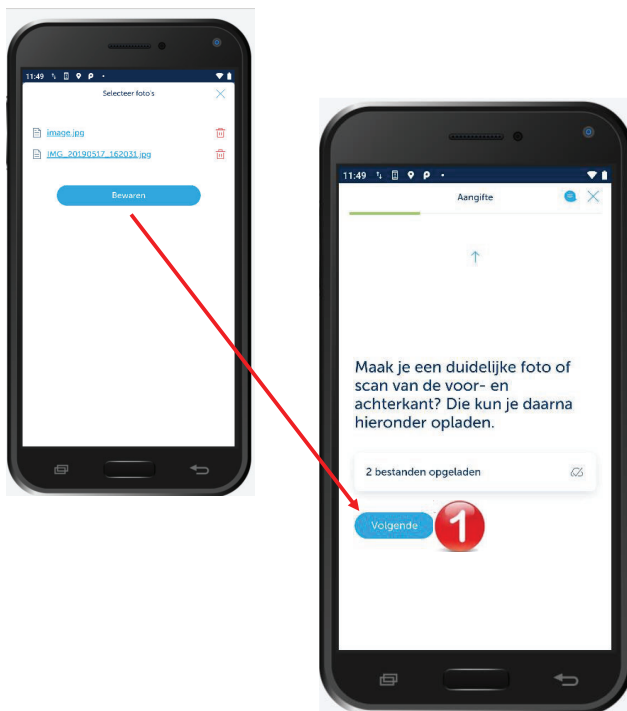 11:49
Selecteer foto's
image.jpg
IMG_20190517_162031.jpg
Bewaren
11:49
Aangifte
Maak je een duidelijke foto of
scan van de voor- en
achterkant? Die kun je daarna
hieronder opladen.
2 bestanden opgeladen
Volgende
1